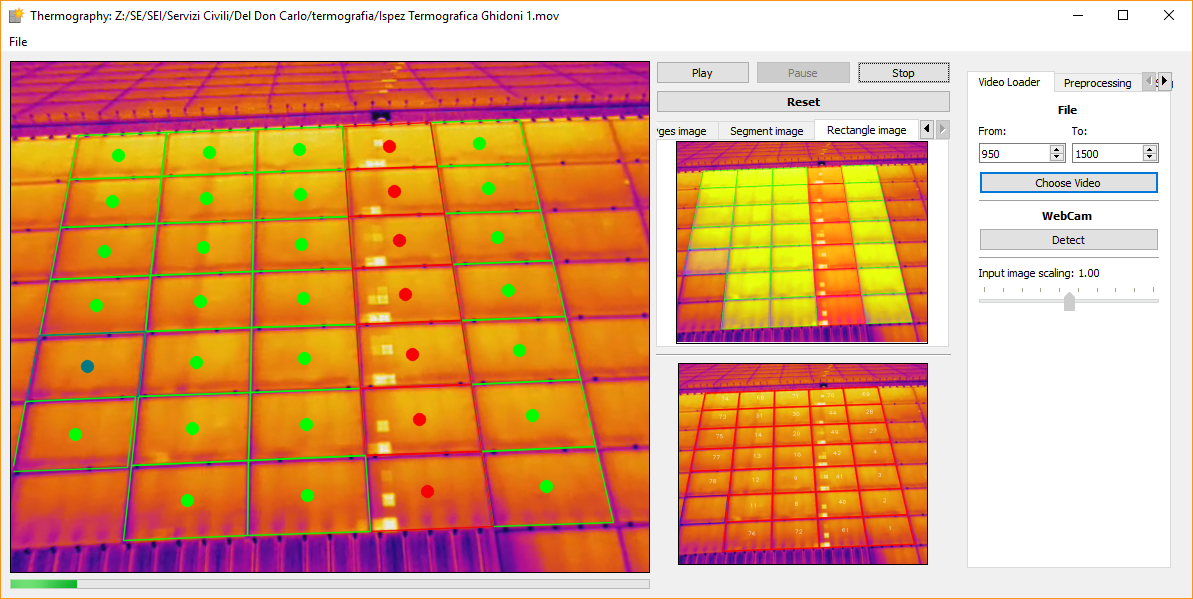 Thermography: Z:/SE/SEI/Servizi Civili/Del Don Carlo/termografia/Ispez Termografica Ghidoni 1.mov
File
Play
Pause
Stop
Reset
ges image
Segment image
Rectangle image
Video Loader
Preprocessing
File
From:
To:
950
1500
Choose Video
WebCam
Detect
Input image scaling: 1.00